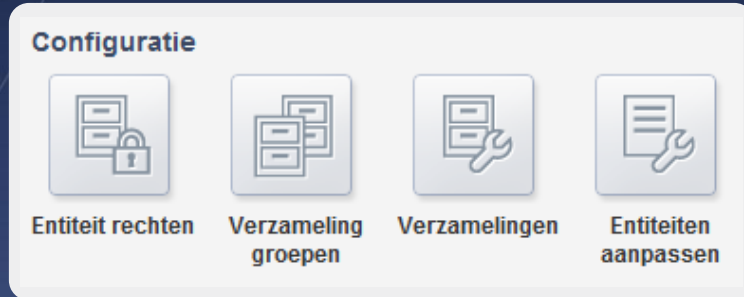 Configuratie
Entiteit rechten
Verzameling
groepen
Verzamelingen
Entiteiten
aanpassen